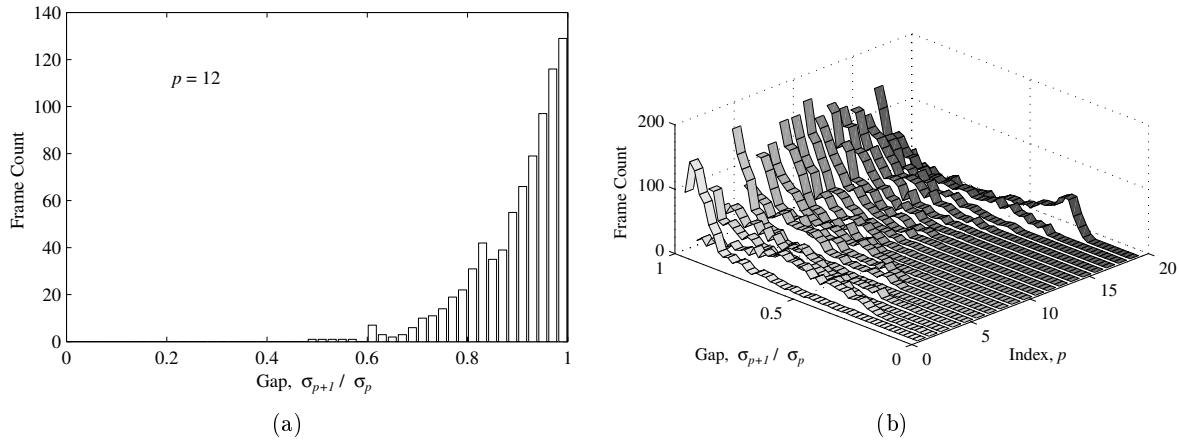 140
120
100
80
60
40
20
0
Frame Count
p = 12
0 0.2 0.4 0.6 0.8 1
Gap, σp+1 / σp
(a)
200
100
0
Frame Count
1
0.5
0
Gap, σp+1 / σp
0
5
10
15
20
Index, p
(b)